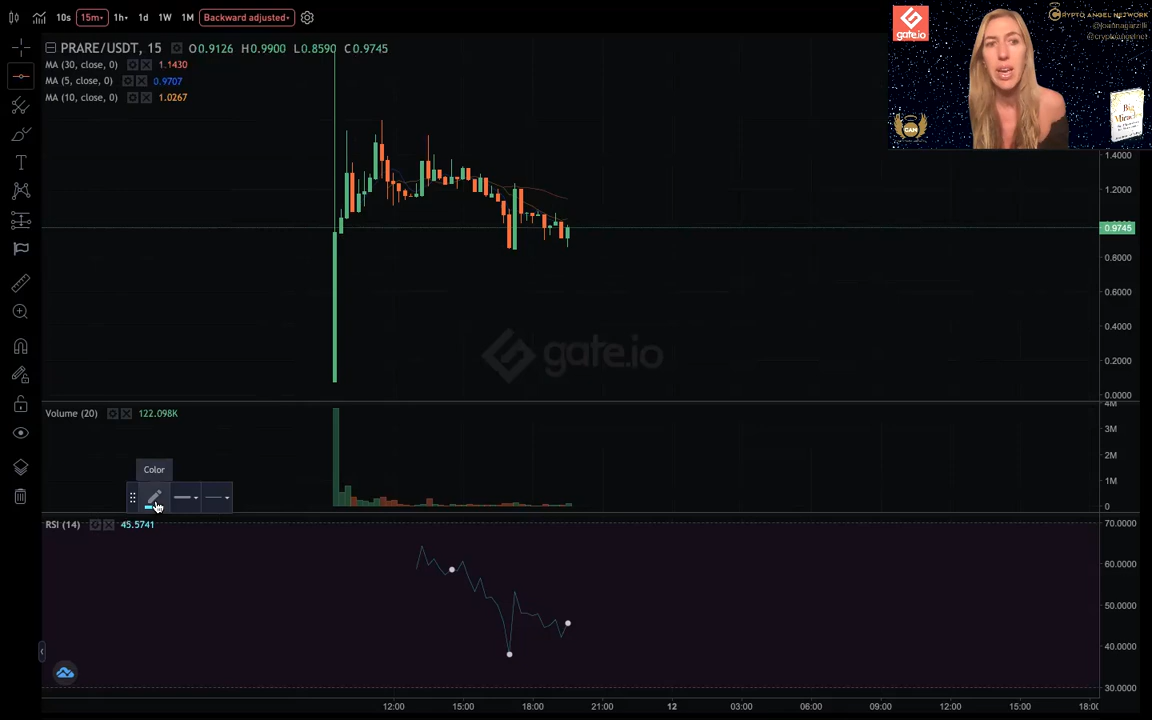 10s 15m 1h 1d 1W 1M Backward adjusted
PRARE/USDT, 15 O0.9126 H0.9900 L0.8590 C0.9745
MA (30, close, 0) 1.1430
MA (5, close, 0) 0.9707
MA (10, close, 0) 1.0267
gate.io
CRYPTO ANGEL NETWORK
CAN
Big
Miracle
1.4000
1.2000
0.9745
0.8000
0.6000
0.4000
0.2000
0.0000
gate.io
Volume (20) 122.098K
4M
3M
2M
1M
0
Color
RSI (14) 45.5741
70.0000
60.0000
50.0000
40.0000
30.0000
12:00 15:00 18:00 21:00 12 03:00 06:00 09:00 12:00 15:00 18:00